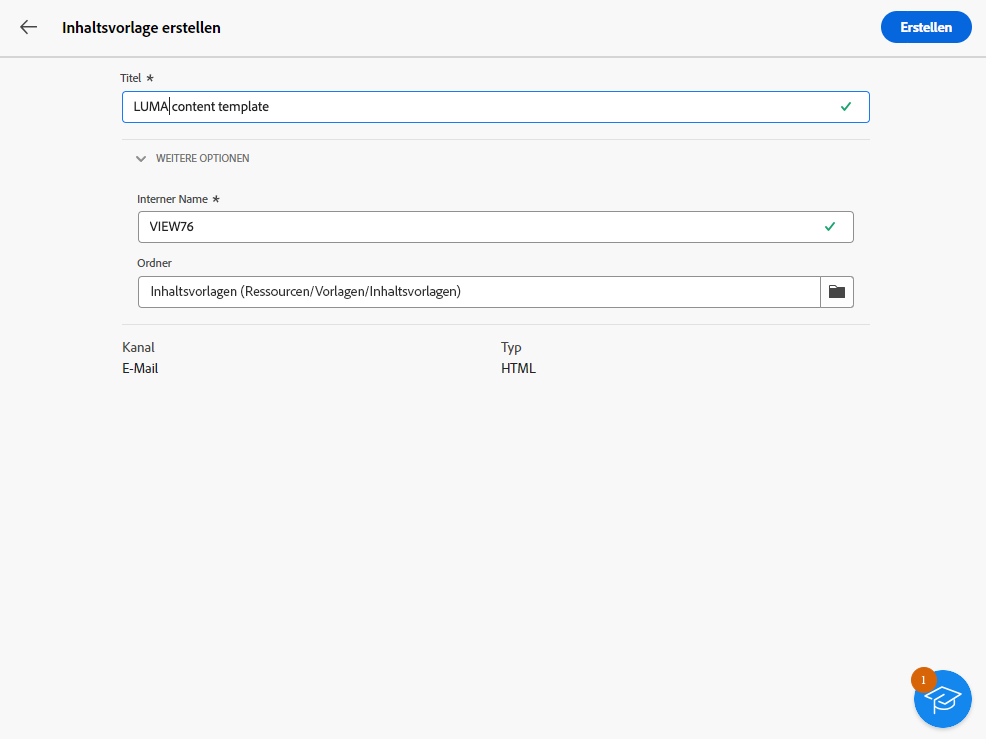 Inhaltsvorlage erstellen
Erstellen
Titel *
LUMA content template
WEITERE OPTIONEN
Interner Name *
VIEW76
Ordner
Inhaltsvorlagen (Ressourcen/Vorlagen/Inhaltsvorlagen)
Kanal
Typ
E-Mail
HTML
1